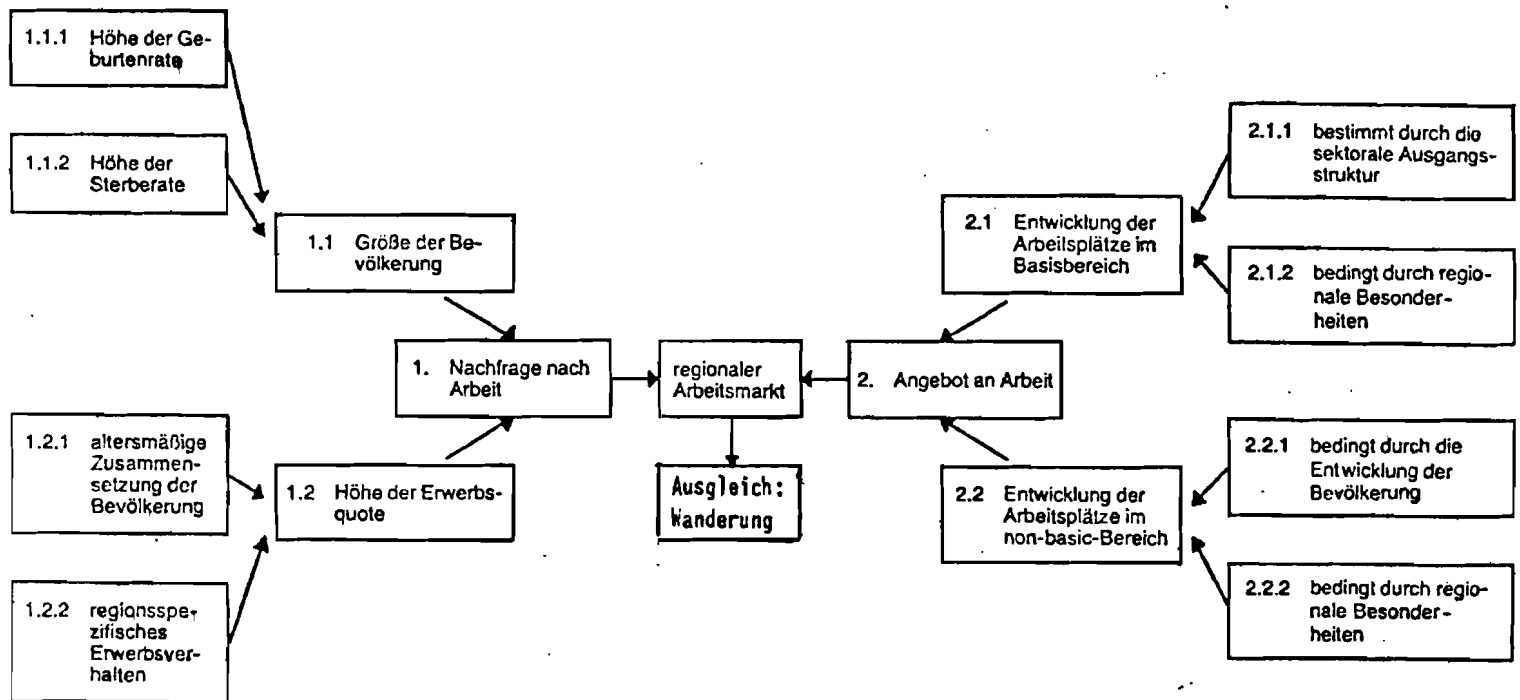 1.1.1 Höhe der Ge-
burtenrate
1.1.2 Höhe der
Sterberate
1.1 Größe der Be-
völkerung
1. Nachfrage nach
Arbeit
1.2.1 altersmäßige
Zusammen-
setzung der
Bevölkerung
1.2 Höhe der Erwerbs-
quote
1.2.2 regionsspe-
zifisches
Erwerbsver-
halten
regionaler
Arbeitsmarkt
Ausgleich:
Wanderung
2.1.1 bestimmt durch die
sektorale Ausgangs-
struktur
2.1 Entwicklung der
Arbeitsplätze im
Basisbereich
2.1.2 bedingt durch regio-
nale Besonder-
heiten
2. Angebot an Arbeit
2.2.1 bedingt durch die
Entwicklung der
Bevölkerung
2.2 Entwicklung der
Arbeitsplätze im
non-basic-Bereich
2.2.2 bedingt durch regio-
nale Besonder-
heiten